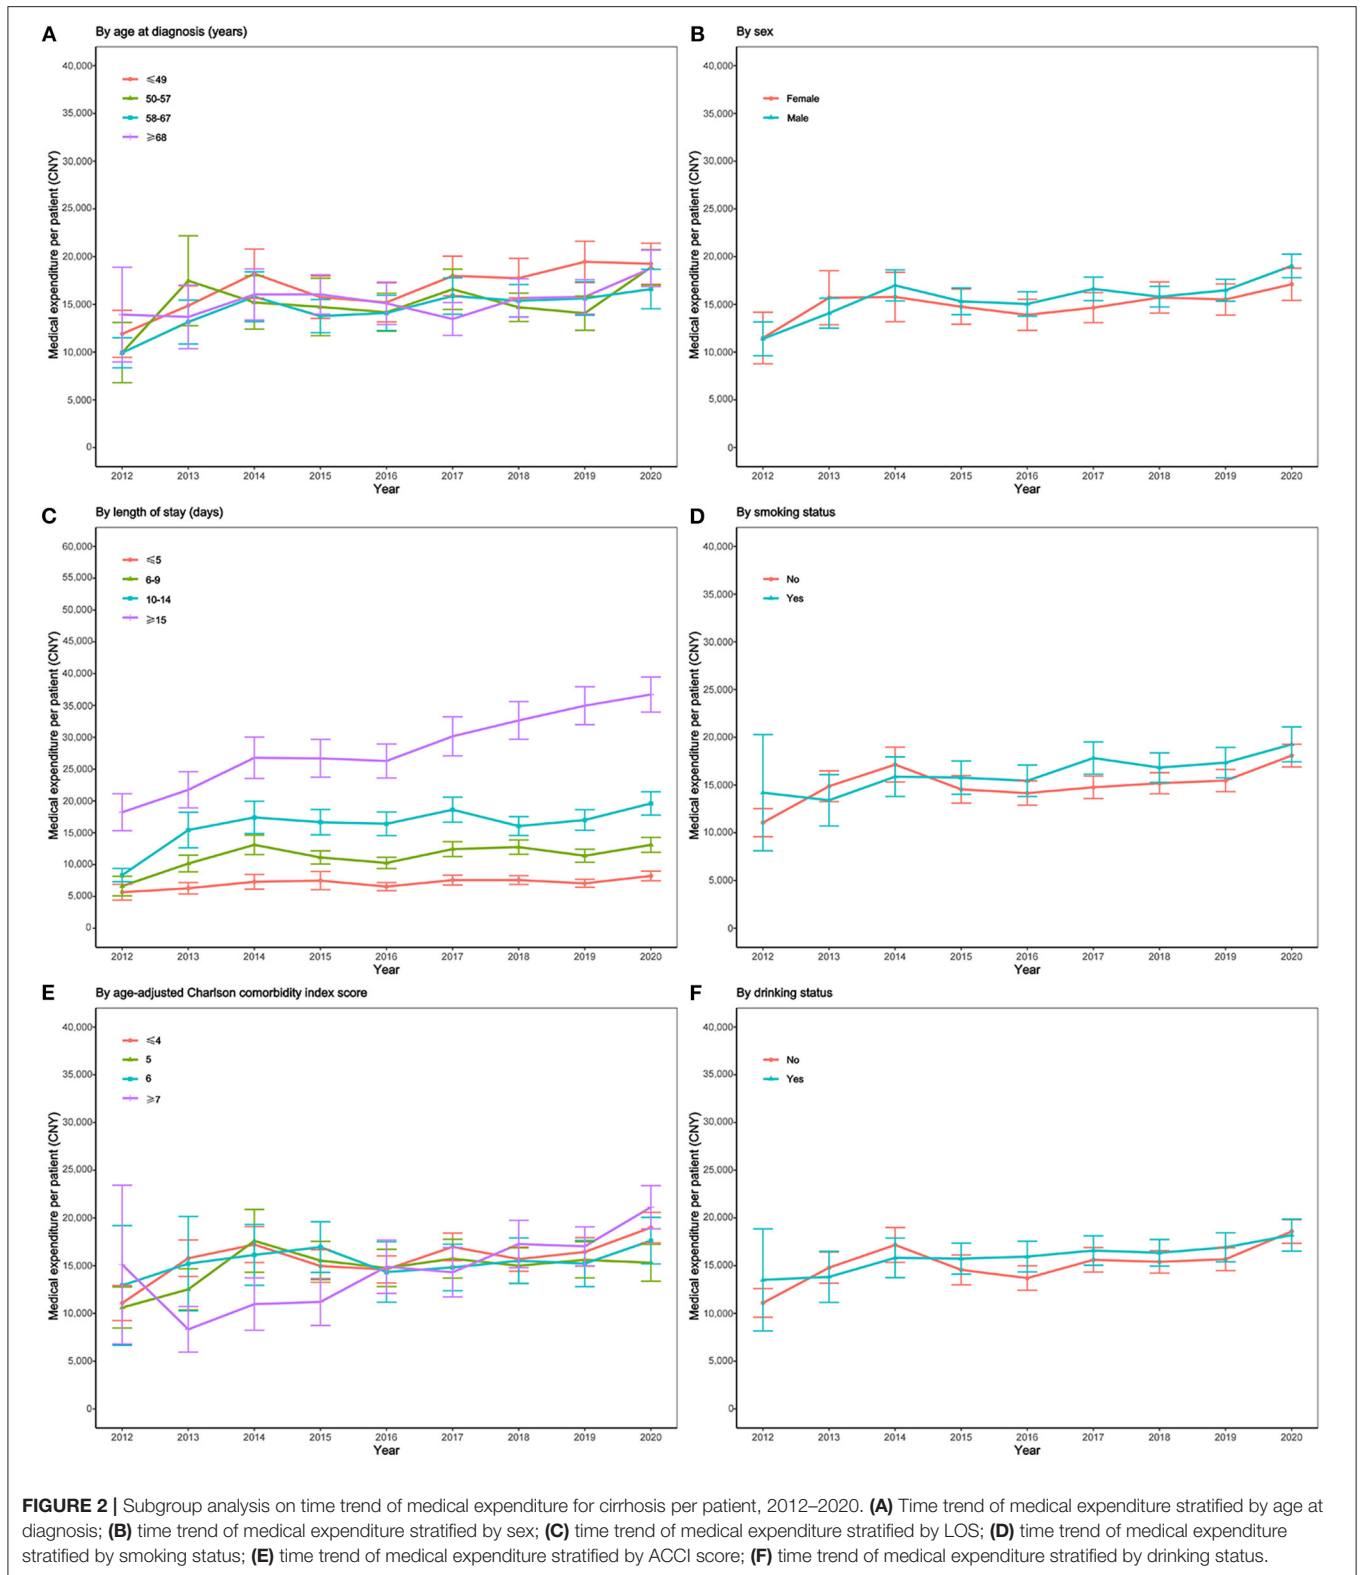 A
By age at diagnosis (years)
40,000
35,000
30,000
25,000
20,000
15,000
10,000
5,000
0
Medical expenditure per patient (CNY)
⩽49
50-57
58-67
⩾68
2012 2013 2014 2015 2016 2017 2018 2019 2020
Year
B
By sex
40,000
35,000
30,000
25,000
20,000
15,000
10,000
5,000
0
Medical expenditure per patient (CNY)
Female
Male
2012 2013 2014 2015 2016 2017 2018 2019 2020
Year
C
By length of stay (days)
60,000
55,000
50,000
45,000
40,000
35,000
30,000
25,000
20,000
15,000
10,000
5,000
0
Medical expenditure per patient (CNY)
⩽5
6-9
10-14
⩾15
2012 2013 2014 2015 2016 2017 2018 2019 2020
Year
D
By smoking status
40,000
35,000
30,000
25,000
20,000
15,000
10,000
5,000
0
Medical expenditure per patient (CNY)
No
Yes
2012 2013 2014 2015 2016 2017 2018 2019 2020
Year
E
By age-adjusted Charlson comorbidity index score
40,000
35,000
30,000
25,000
20,000
15,000
10,000
5,000
0
Medical expenditure per patient (CNY)
⩽4
5
6
⩾7
2012 2013 2014 2015 2016 2017 2018 2019 2020
Year
F
By drinking status
40,000
35,000
30,000
25,000
20,000
15,000
10,000
5,000
0
Medical expenditure per patient (CNY)
No
Yes
2012 2013 2014 2015 2016 2017 2018 2019 2020
Year
FIGURE 2 | Subgroup analysis on time trend of medical expenditure for cirrhosis per patient, 2012–2020. (A) Time trend of medical expenditure stratified by age at
diagnosis; (B) time trend of medical expenditure stratified by sex; (C) time trend of medical expenditure stratified by LOS; (D) time trend of medical expenditure
stratified by smoking status; (E) time trend of medical expenditure stratified by ACCI score; (F) time trend of medical expenditure stratified by drinking status.